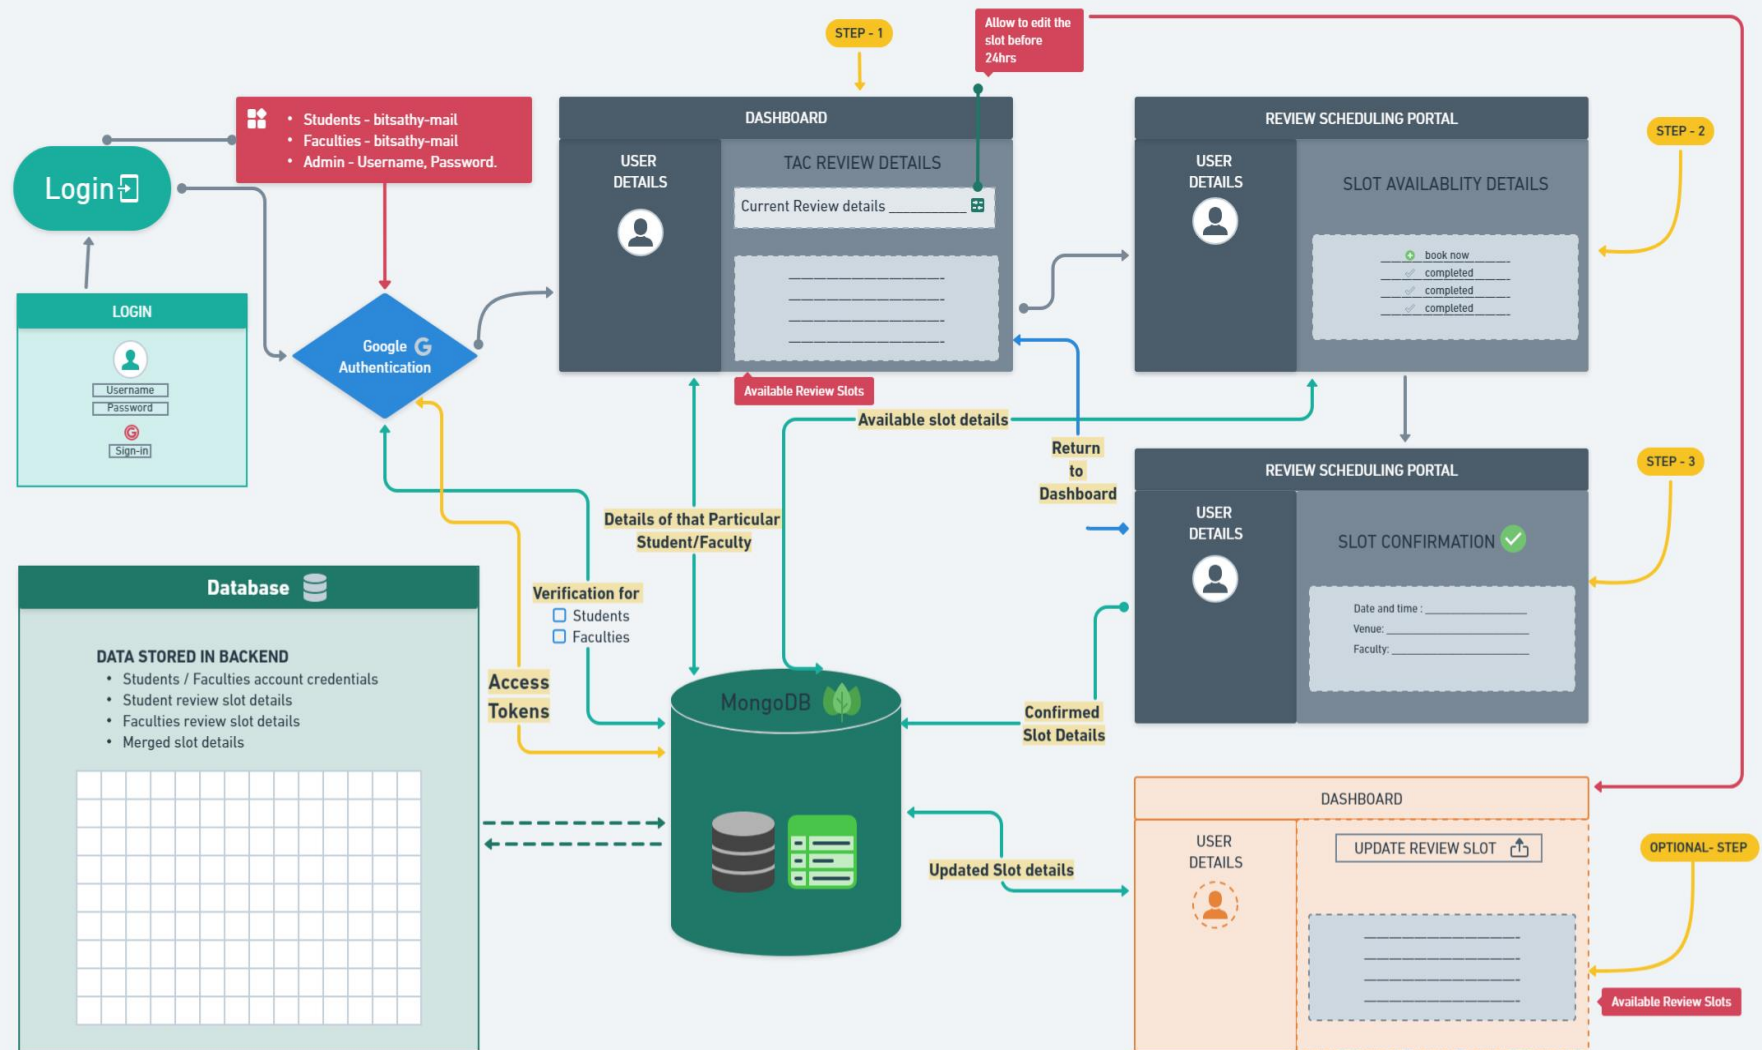 STEP - 1
Allow to edit the
slot before
24hrs
Students - bitsathy-mail
Faculties - bitsathy-mail
Admin - Username, Password.
Login
LOGIN
Username
Password
Sign-in
Google G
Authentication
DASHBOARD
USER
DETAILS
TAC REVIEW DETAILS
Current Review details ___________
Available Review Slots
REVIEW SCHEDULING PORTAL
USER
DETAILS
SLOT AVAILABLITY DETAILS
book now
completed
completed
completed
STEP - 2
Available slot details
Return
to
Dashboard
REVIEW SCHEDULING PORTAL
USER
DETAILS
SLOT CONFIRMATION
Date and time : ___________
Venue: ___________
Faculty: ___________
STEP - 3
Details of that Particular
Student/Faculty
Verification for
Students
Faculties
Access
Tokens
Database
DATA STORED IN BACKEND
Students / Faculties account credentials
Student review slot details
Faculties review slot details
Merged slot details
MongoDB
Confirmed
Slot Details
Updated Slot details
DASHBOARD
USER
DETAILS
UPDATE REVIEW SLOT
OPTIONAL- STEP
Available Review Slots